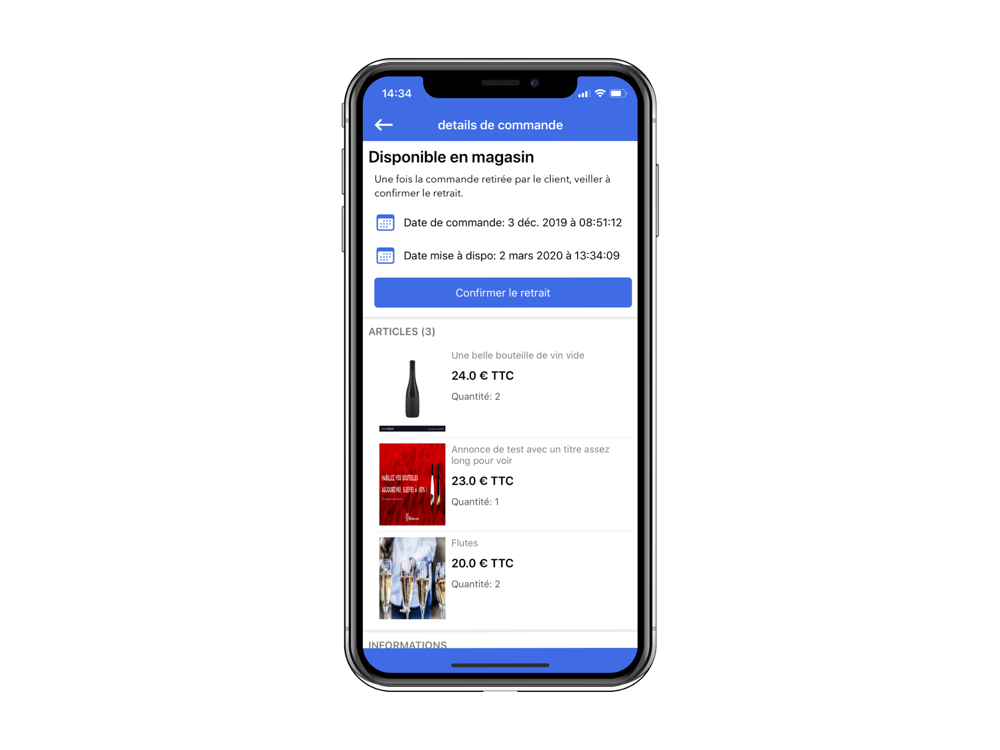 14:34
details de commande
Disponible en magasin
Une fois la commande retirée par le client, veiller à
confirmer le retrait.
Date de commande: 3 déc. 2019 à 08:51:12
Date mise à dispo: 2 mars 2020 à 13:34:09
Confirmer le retrait
ARTICLES (3)
Une belle bouteille de vin vide
24.0 € TTC
Quantité: 2
VectorStock
Annonce de test avec un titre assez
long pour voir
23.0 € TTC
Quantité: 1
HABILLEZ VOS BOUTEILLES
AUJOURD'HUI, SLEEVES À -20% !
Flutes
20.0 € TTC
Quantité: 2
INFORMATIONS